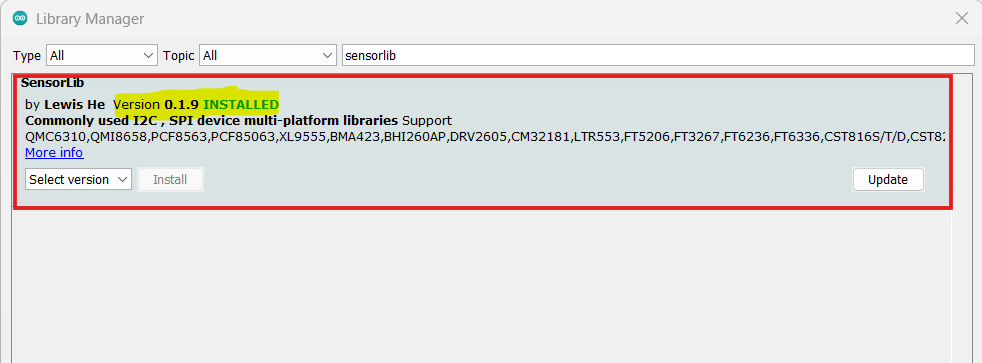 Library Manager
Type All Topic All sensorlib
SensorLib
by Lewis He Version 0.1.9 INSTALLED
Commonly used I2C , SPI device multi-platform libraries Support
QMC6310,QMI8658,PCF8563,PCF85063,XL9555,BMA423,BHI260AP,DRV2605,CM32181,LTR553,FT5206,FT3267,FT6236,FT6336,CST816S/T/D,CST82
More info
Select version Install Update